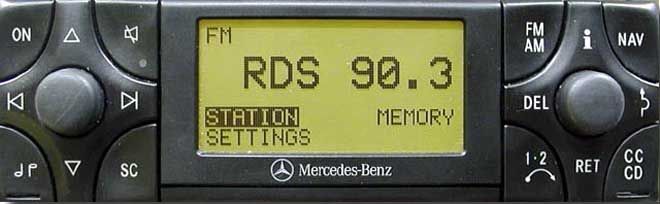 ON
SC
FM
RDS 90.3
STATION MEMORY
SETTINGS
Mercedes-Benz
FM
AM
i
NAV
DEL
1·2
RET
CC
CD